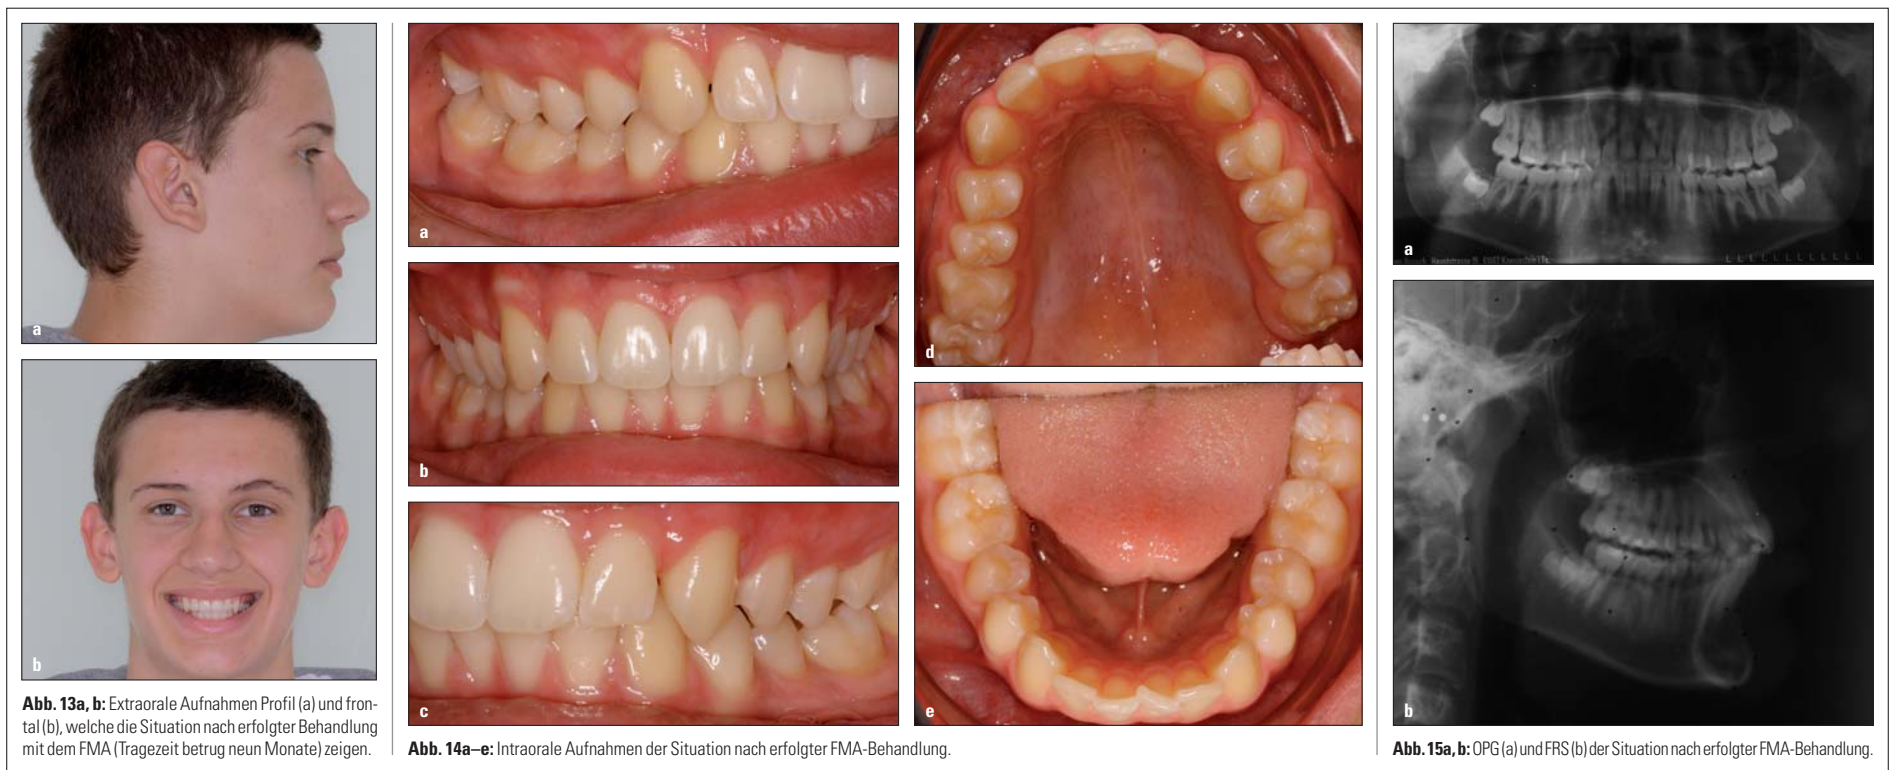 a
b
Abb. 13a, b: Extraorale Aufnahmen Profil (a) und fron-
tal (b), welche die Situation nach erfolgter Behandlung
mit dem FMA (Tragezeit betrug neun Monate) zeigen.
a
b
c
d
e
Abb. 14a–e: Intraorale Aufnahmen der Situation nach erfolgter FMA-Behandlung.
a
b
Abb. 15a, b: OPG (a) und FRS (b) der Situation nach erfolgter FMA-Behandlung.